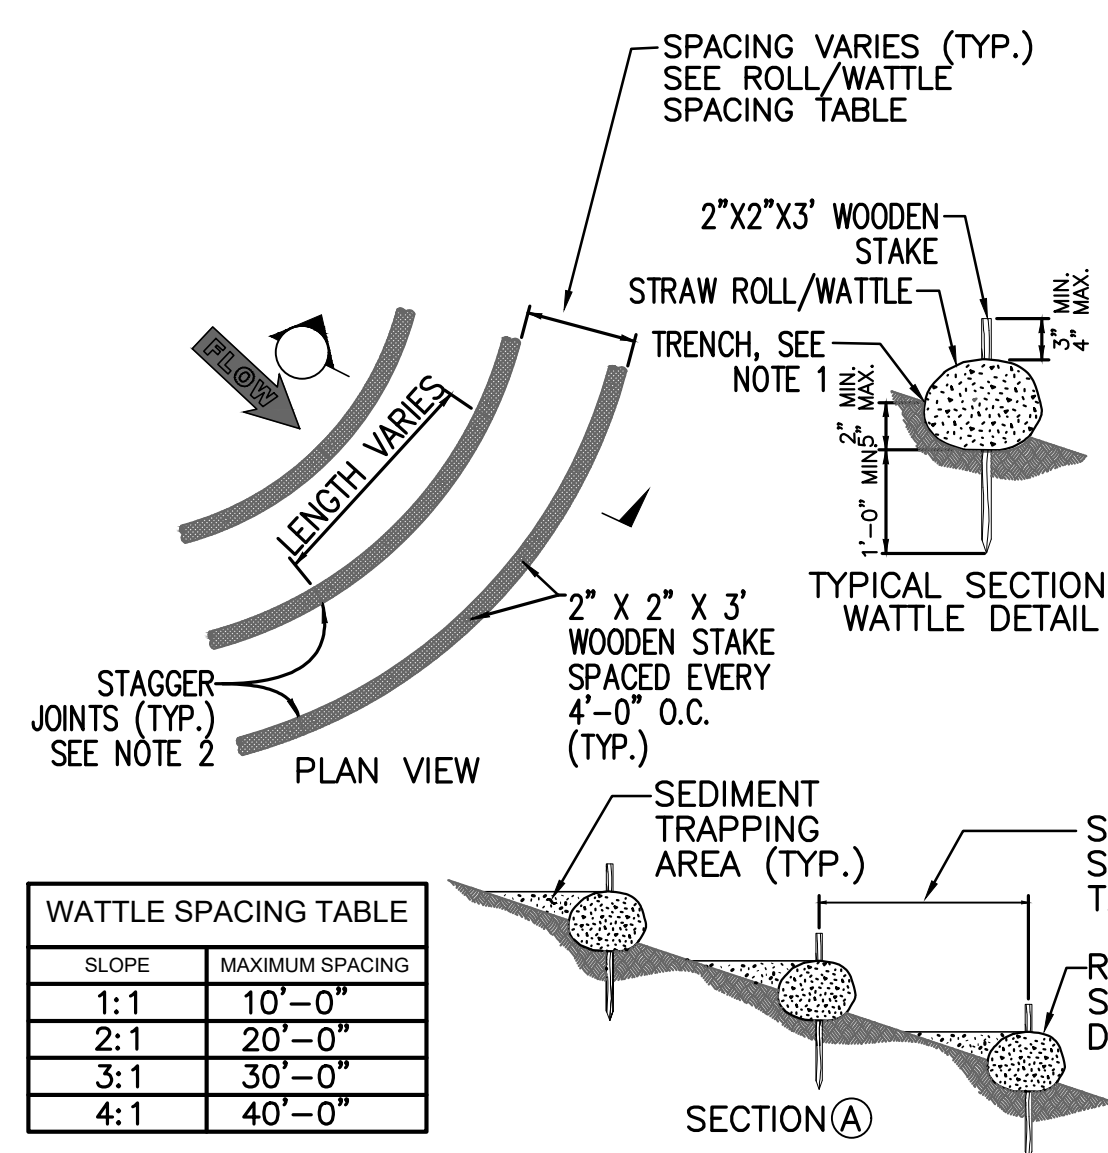 SPACING VARIES (TYP.)
SEE ROLL/WATTLE
SPACING TABLE
2"X2"X3' WOODEN
STAKE
STRAW ROLL/WATTLE
TRENCH, SEE
NOTE 1
3" MIN.
4" MAX.
2" MIN.
5" MAX.
1'-0" MIN.
TYPICAL SECTION
WATTLE DETAIL
FLOW
LENGTH VARIES
2" X 2" X 3'
WOODEN STAKE
SPACED EVERY
4'-0" O.C.
(TYP.)
STAGGER
JOINTS (TYP.)
SEE NOTE 2
PLAN VIEW
SEDIMENT
TRAPPING
AREA (TYP.)
S
S
T
R
S
D
SECTION A
WATTLE SPACING TABLE
SLOPE MAXIMUM SPACING
1:1 10'-0"
2:1 20'-0"
3:1 30'-0"
4:1 40'-0"